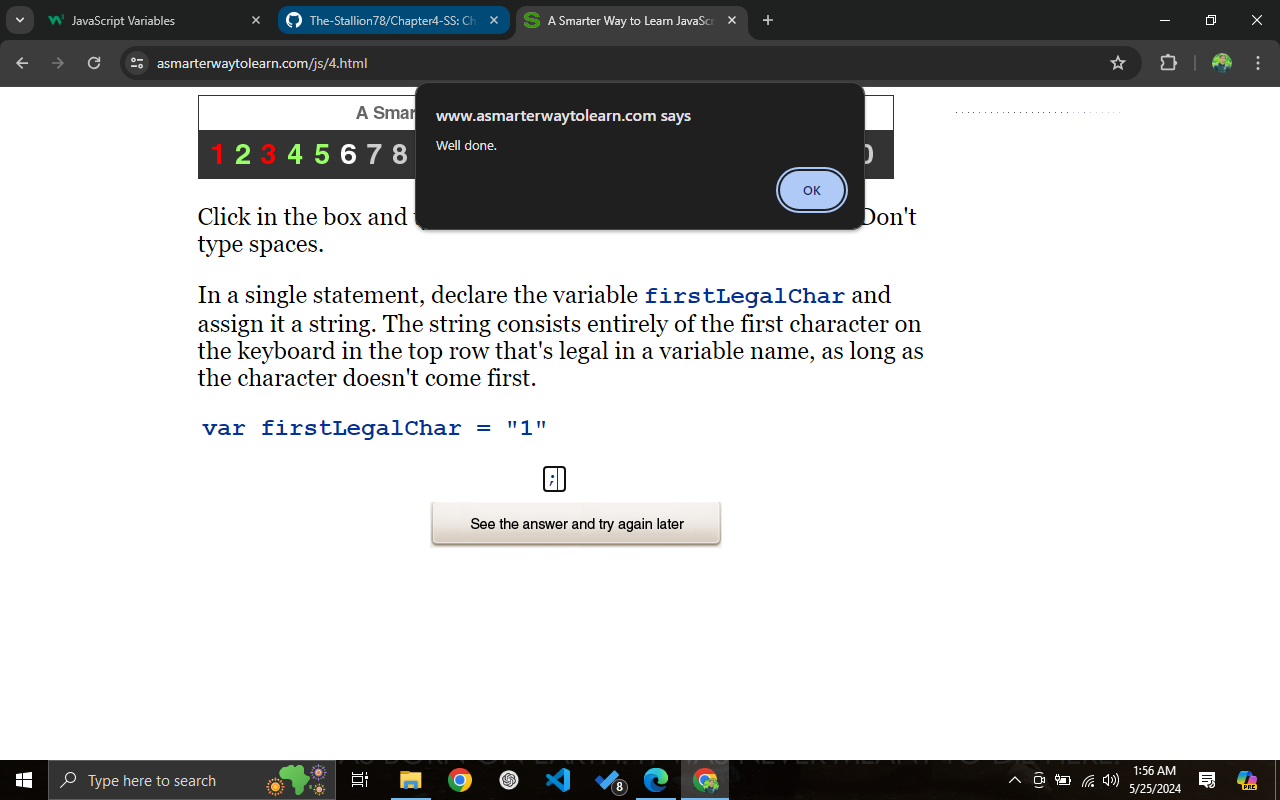 JavaScript Variables
The-Stallion78/Chapter4-SS: Ch
A Smarter Way to Learn JavaScr
asmarterwaytolearn.com/js/4.html
A Smar
www.asmarterwaytolearn.com says
Well done.
OK
1 2 3 4 5 6 7 8 0
Click in the box and Don't
type spaces.
In a single statement, declare the variable firstLegalChar and
assign it a string. The string consists entirely of the first character on
the keyboard in the top row that's legal in a variable name, as long as
the character doesn't come first.
var firstLegalChar = "1"
;
See the answer and try again later
Type here to search
8
1:56 AM
5/25/2024
PRE